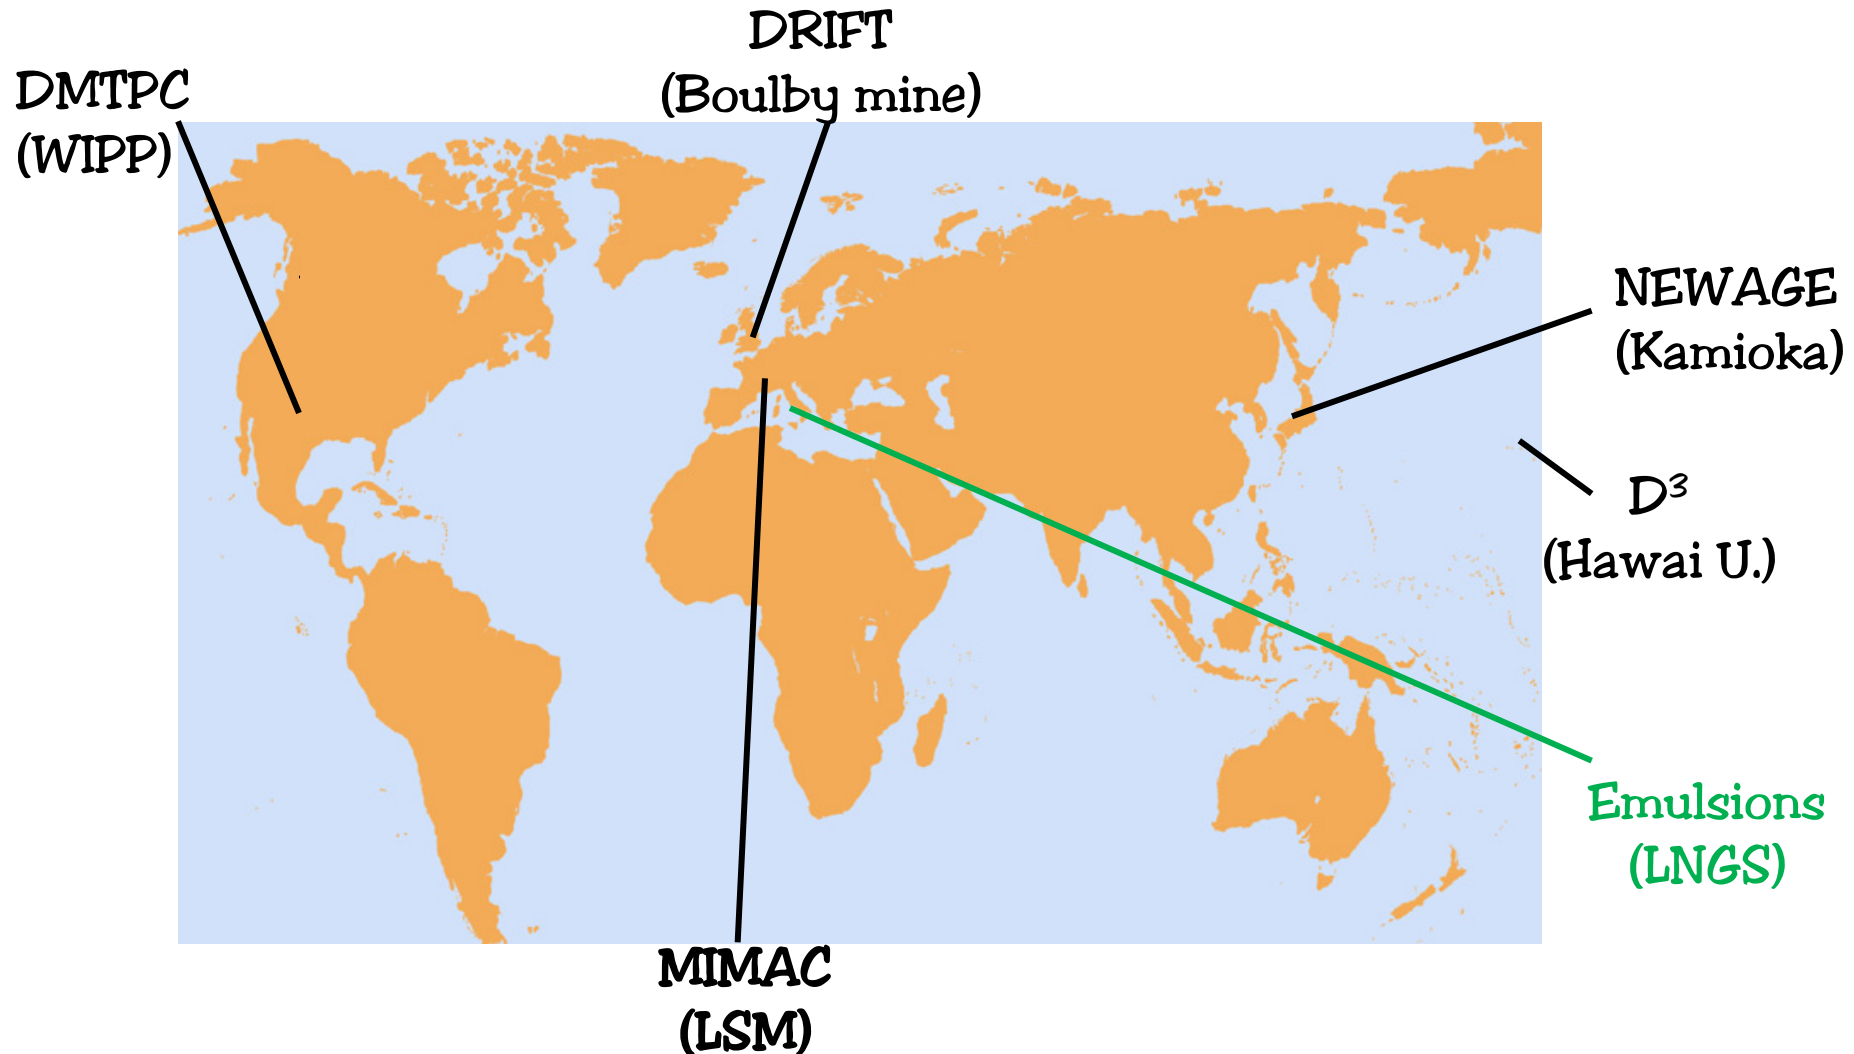 DRIFT
(Boulby mine)
DMTPC
(WIPP)
NEWAGE
(Kamioka)
D³
(Hawai U.)
Emulsions
(LNGS)
MIMAC
(LSM)